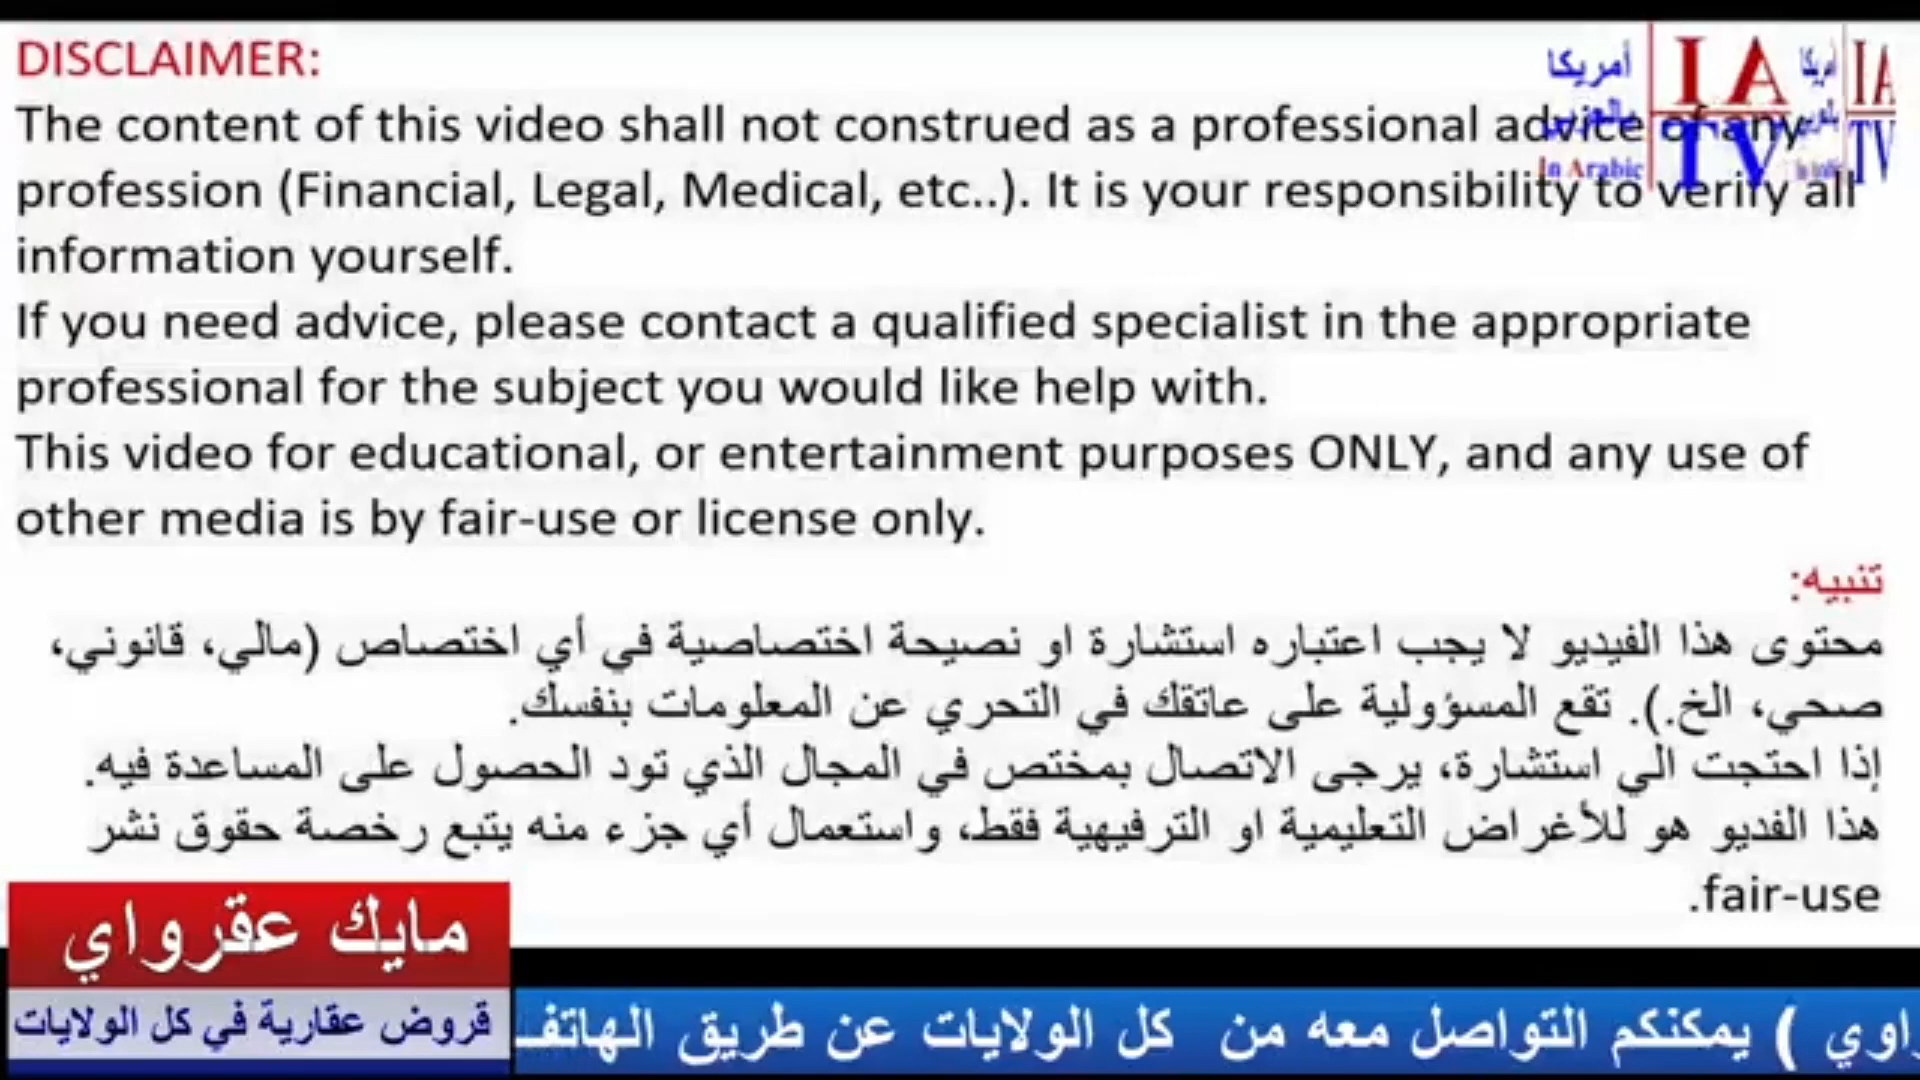 DISCLAIMER:
The content of this video shall not construed as a professional advice of any
profession (Financial, Legal, Medical, etc..). It is your responsibility to verify all
information yourself.
If you need advice, please contact a qualified specialist in the appropriate
professional for the subject you would like help with.
This video for educational, or entertainment purposes ONLY, and any use of
other media is by fair-use or license only.
أمريكا
بالعربي
In Arabic
IA
TV
أمريكا
IA
TV
تنبيه:
محتوى هذا الفيديو لا يجب اعتباره استشارة او نصيحة اختصاصية في أي اختصاص (مالي، قانوني،
صحي، الخ.). تقع المسؤولية على عاتقك في التحري عن المعلومات بنفسك.
إذا احتجت الي استشارة، يرجى الاتصال بمختص في المجال الذي تود الحصول على المساعدة فيه.
هذا الفديو هو للأغراض التعليمية او الترفيهية فقط، واستعمال أي جزء منه يتبع رخصة حقوق نشر
fair-use.
مايك عقرواي
قروض عقارية في كل الولايات
راوي ) يمكنكم التواصل معه من كل الولايات عن طريق الهاتف